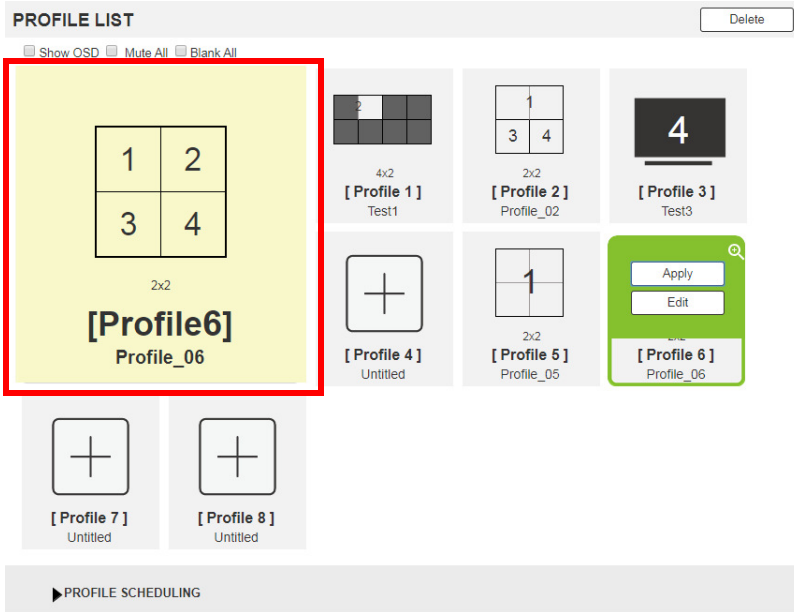 PROFILE LIST
Delete
Show OSD Mute All Blank All
1 2
3 4
2x2
[Profile6]
Profile_06
2
4x2
[ Profile 1 ]
Test1
1
3 4
2x2
[ Profile 2 ]
Profile_02
4
[ Profile 3 ]
Test3
[ Profile 4 ]
Untitled
1
2x2
[ Profile 5 ]
Profile_05
Apply
Edit
2x2
[ Profile 6 ]
Profile_06
[ Profile 7 ]
Untitled
[ Profile 8 ]
Untitled
PROFILE SCHEDULING